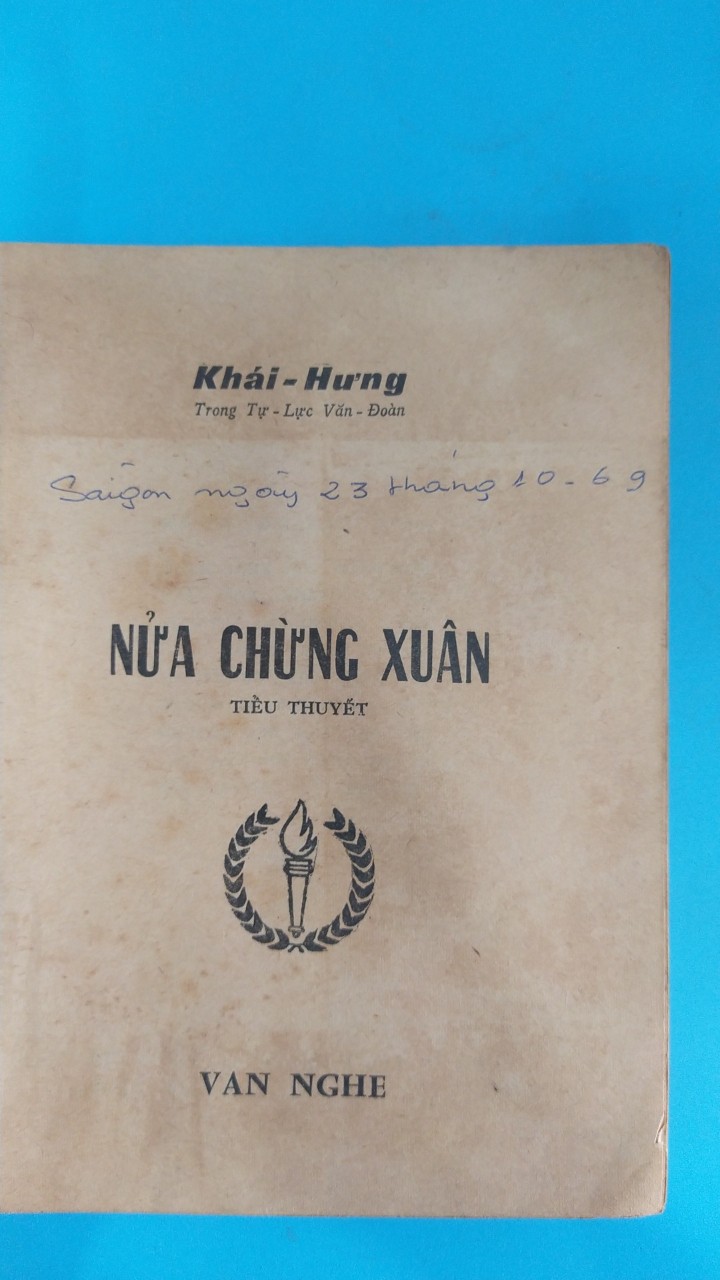 Khái-Hưng
Trong Tự-Lực Văn-Đoàn
Saigon ngày 23 tháng 10-69
NỬA CHỪNG XUÂN
TIỀU THUYẾT
VAN NGHE